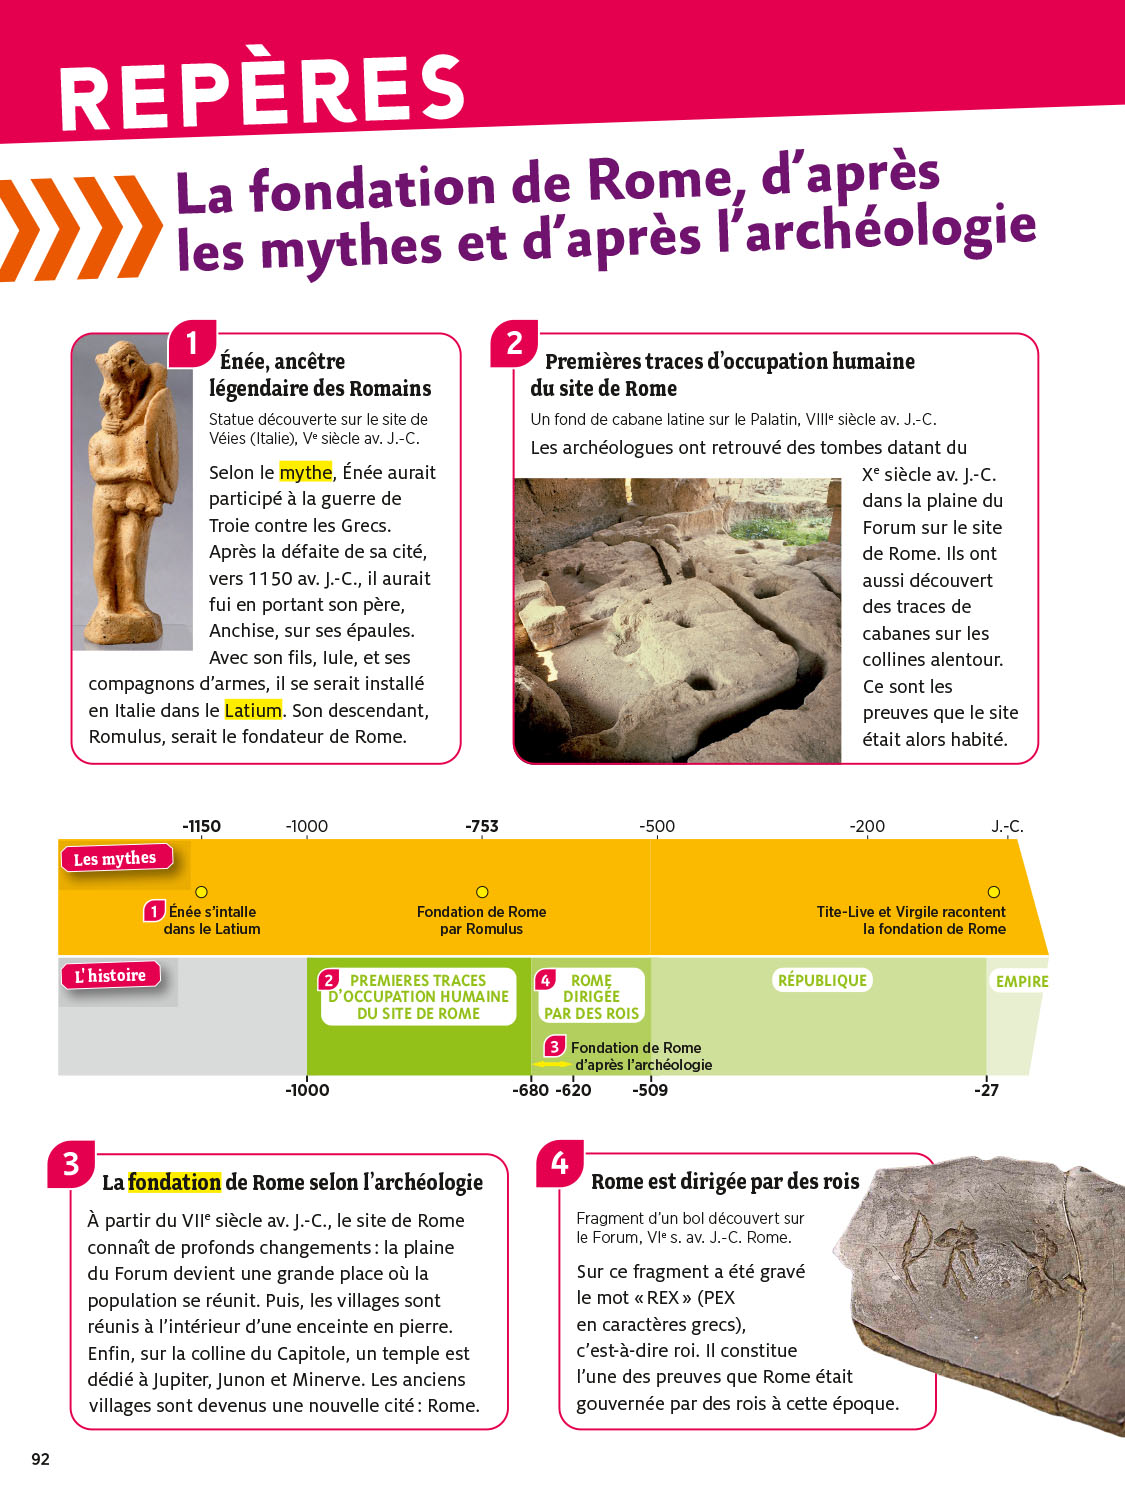 REPÈRES
La fondation de Rome, d'après
les mythes et d'après l'archéologie
1
Énée, ancêtre
légendaire des Romains
Statue découverte sur le site de
Véies (Italie), Ve siècle av. J.-C.
Selon le mythe, Énée aurait
participé à la guerre de
Troie contre les Grecs.
Après la défaite de sa cité,
vers 1150 av. J.-C., il aurait
fui en portant son père,
Anchise, sur ses épaules.
Avec son fils, Iule, et ses
compagnons d'armes, il se serait installé
en Italie dans le Latium. Son descendant,
Romulus, serait le fondateur de Rome.
2
Premières traces d'occupation humaine
du site de Rome
Un fond de cabane latine sur le Palatin, VIIIe siècle av. J.-C.
Les archéologues ont retrouvé des tombes datant du
Xe siècle av. J.-C.
dans la plaine du
Forum sur le site
de Rome. Ils ont
aussi découvert
des traces de
cabanes sur les
collines alentour.
Ce sont les
preuves que le site
était alors habité.
-1150 -1000 -753 -500 -200 J.-C.
Les mythes
1 Énée s'intalle
dans le Latium
Fondation de Rome
par Romulus
Tite-Live et Virgile racontent
la fondation de Rome
L'histoire
2 PREMIERES TRACES
D'OCCUPATION HUMAINE
DU SITE DE ROME
4 ROME
DIRIGÉE
PAR DES ROIS
RÉPUBLIQUE
EMPIRE
3 Fondation de Rome
d'après l'archéologie
-1000 -680 -620 -509 -27
3
La fondation de Rome selon l'archéologie
À partir du VIIe siècle av. J.-C., le site de Rome
connaît de profonds changements : la plaine
du Forum devient une grande place où la
population se réunit. Puis, les villages sont
réunis à l'intérieur d'une enceinte en pierre.
Enfin, sur la colline du Capitole, un temple est
dédié à Jupiter, Junon et Minerve. Les anciens
villages sont devenus une nouvelle cité : Rome.
4
Rome est dirigée par des rois
Fragment d'un bol découvert sur
le Forum, VIe s. av. J.-C. Rome.
Sur ce fragment a été gravé
le mot « REX » (PEX
en caractères grecs),
c'est-à-dire roi. Il constitue
l'une des preuves que Rome était
gouvernée par des rois à cette époque.
92